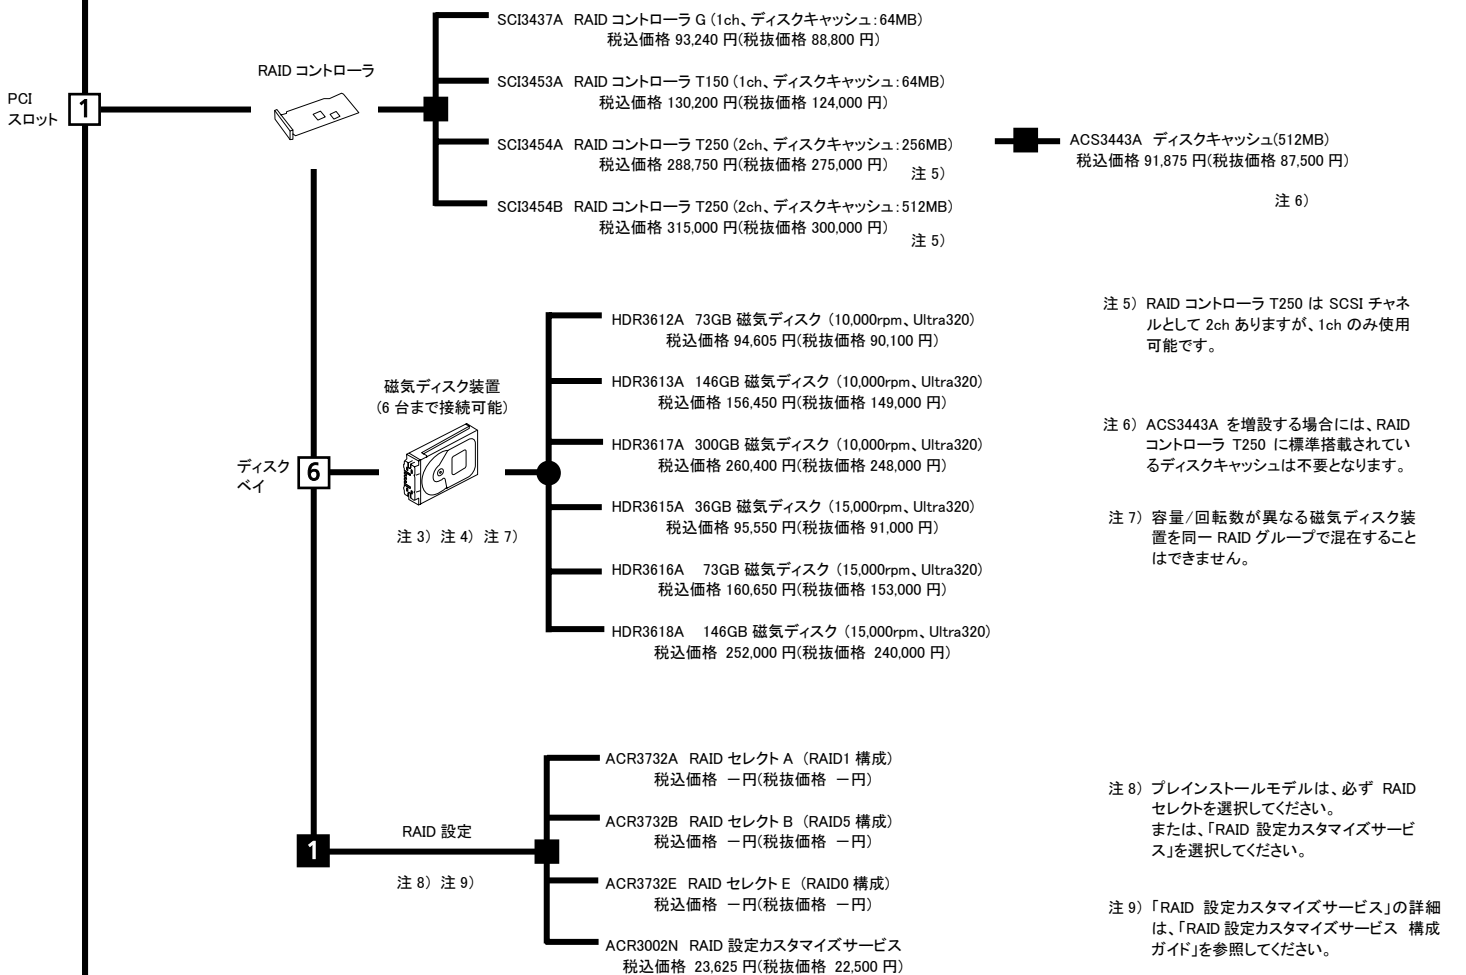 SCI3437A RAID コントローラ G (1ch、ディスクキャッシュ:64MB)
税込価格 93,240 円(税抜価格 88,800 円)
RAID コントローラ
SCI3453A RAID コントローラ T150 (1ch、ディスクキャッシュ:64MB)
税込価格 130,200 円(税抜価格 124,000 円)
PCI
スロット
1
SCI3454A RAID コントローラ T250 (2ch、ディスクキャッシュ:256MB)
税込価格 288,750 円(税抜価格 275,000 円)
注 5)
ACS3443A ディスクキャッシュ(512MB)
税込価格 91,875 円(税抜価格 87,500 円)
注 6)
SCI3454B RAID コントローラ T250 (2ch、ディスクキャッシュ:512MB)
税込価格 315,000 円(税抜価格 300,000 円)
注 5)
HDR3612A 73GB 磁気ディスク (10,000rpm、Ultra320)
税込価格 94,605 円(税抜価格 90,100 円)
HDR3613A 146GB 磁気ディスク (10,000rpm、Ultra320)
税込価格 156,450 円(税抜価格 149,000 円)
磁気ディスク装置
(6 台まで接続可能)
HDR3617A 300GB 磁気ディスク (10,000rpm、Ultra320)
税込価格 260,400 円(税抜価格 248,000 円)
ディスク
ベイ
6
HDR3615A 36GB 磁気ディスク (15,000rpm、Ultra320)
税込価格 95,550 円(税抜価格 91,000 円)
注 3) 注 4) 注 7)
HDR3616A 73GB 磁気ディスク (15,000rpm、Ultra320)
税込価格 160,650 円(税抜価格 153,000 円)
HDR3618A 146GB 磁気ディスク (15,000rpm、Ultra320)
税込価格 252,000 円(税抜価格 240,000 円)
注 5) RAID コントローラ T250 は SCSI チャネ
ルとして 2ch ありますが、1ch のみ使用
可能です。
注 6) ACS3443A を増設する場合には、RAID
コントローラ T250 に標準搭載されてい
るディスクキャッシュは不要となります。
注 7) 容量/回転数が異なる磁気ディスク装
置を同一 RAID グループで混在すること
はできません。
ACR3732A RAID セレクト A (RAID1 構成)
税込価格 -円(税抜価格 -円)
ACR3732B RAID セレクト B (RAID5 構成)
税込価格 -円(税抜価格 -円)
1
RAID 設定
注 8) 注 9)
ACR3732E RAID セレクト E (RAID0 構成)
税込価格 -円(税抜価格 -円)
ACR3002N RAID 設定カスタマイズサービス
税込価格 23,625 円(税抜価格 22,500 円)
注 8) プレインストールモデルは、必ず RAID
セレクトを選択してください。
または、「RAID 設定カスタマイズサービ
ス」を選択してください。
注 9) 「RAID 設定カスタマイズサービス」の詳細
は、「RAID 設定カスタマイズサービス 構成
ガイド」を参照してください。